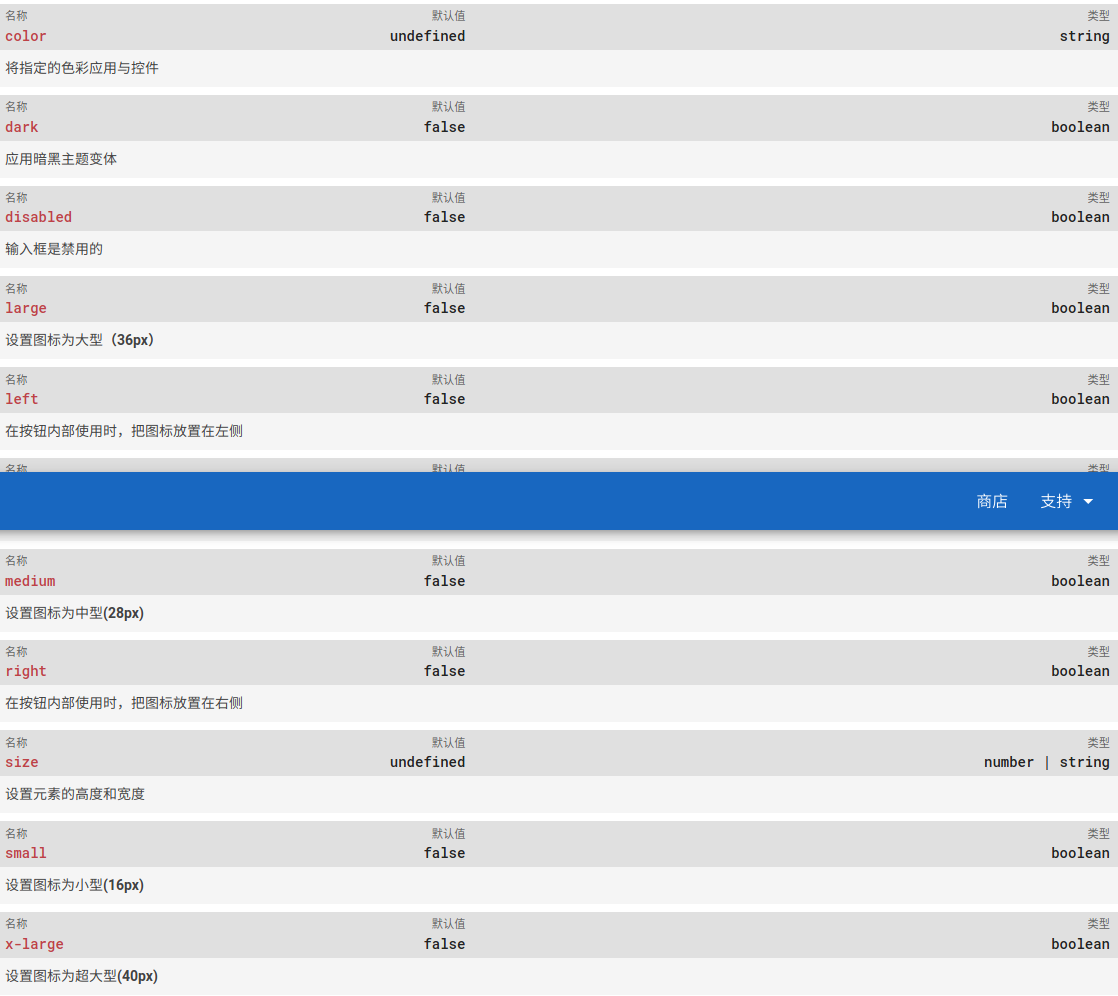 名称 默认值 类型
color undefined string
将指定的色彩应用与控件
名称 默认值 类型
dark false boolean
应用暗黑主题变体
名称 默认值 类型
disabled false boolean
输入框是禁用的
名称 默认值 类型
large false boolean
设置图标为大型（36px）
名称 默认值 类型
left false boolean
在按钮内部使用时，把图标放置在左侧
名称 默认值 类型
商店 支持
名称 默认值 类型
medium false boolean
设置图标为中型(28px)
名称 默认值 类型
right false boolean
在按钮内部使用时，把图标放置在右侧
名称 默认值 类型
size undefined number | string
设置元素的高度和宽度
名称 默认值 类型
small false boolean
设置图标为小型(16px)
名称 默认值 类型
x-large false boolean
设置图标为超大型(40px)